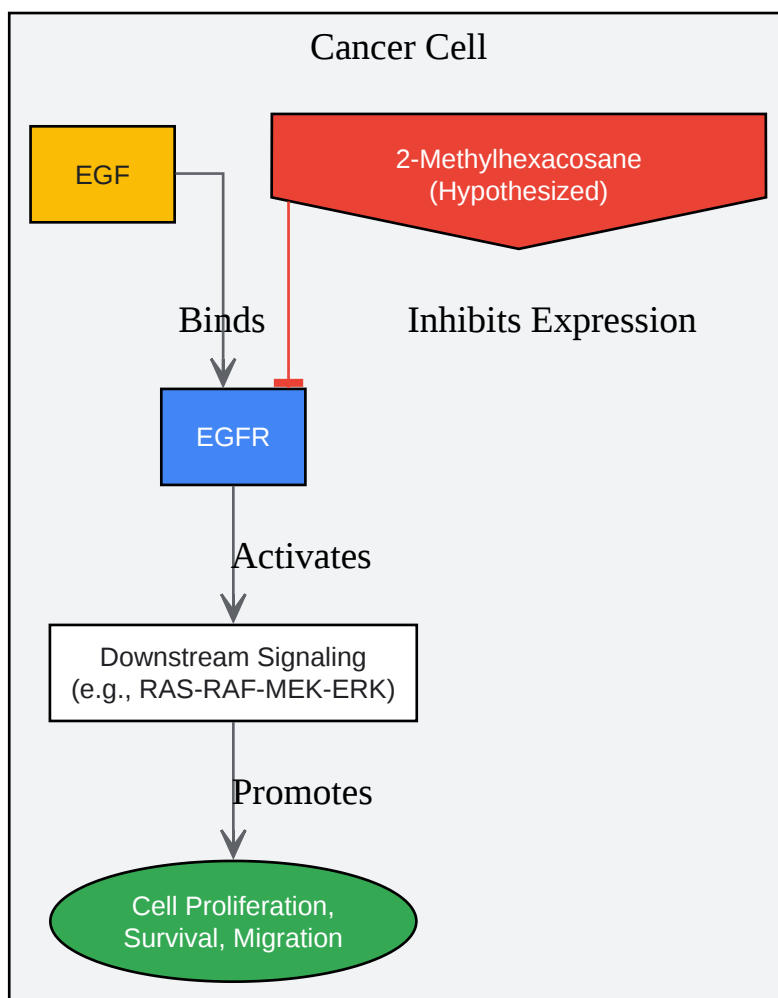 Cancer Cell
EGF
2-Methylhexacosane
(Hypothesized)
Binds
Inhibits Expression
EGFR
Activates
Downstream Signaling
(e.g., RAS-RAF-MEK-ERK)
Promotes
Cell Proliferation,
Survival, Migration